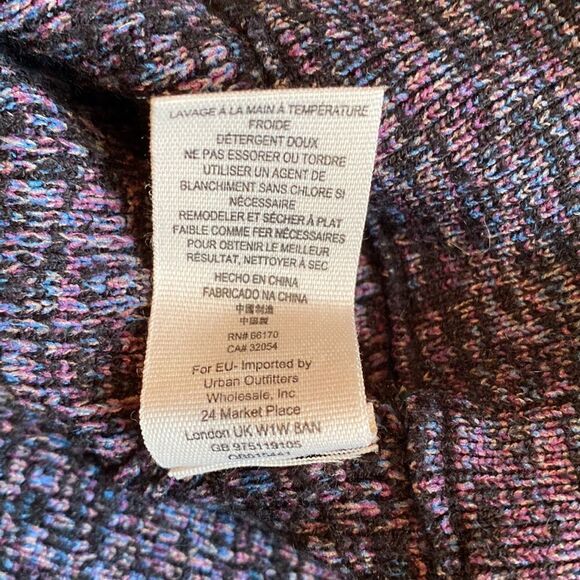 LAVAGE À LA MAIN À TEMPÉRATURE
FROIDE
DÉTERGENT DOUX
NE PAS ESSORER OU TORDRE
UTILISER UN AGENT DE
BLANCHIMENT SANS CHLORE SI
NÉCESSAIRE
REMODELER ET SÉCHER À PLAT
FAIBLE COMME FER NÉCESSAIRES
POUR OBTENIR LE MEILLEUR
RÉSULTAT, NETTOYER À SEC
HECHO EN CHINA
FABRICADO NA CHINA
中國制造
中國製
RN# 66170
CA# 32054
For EU- Imported by
Urban Outfitters
Wholesale, Inc
24 Market Place
London UK W1W 8AN
GB 975119105